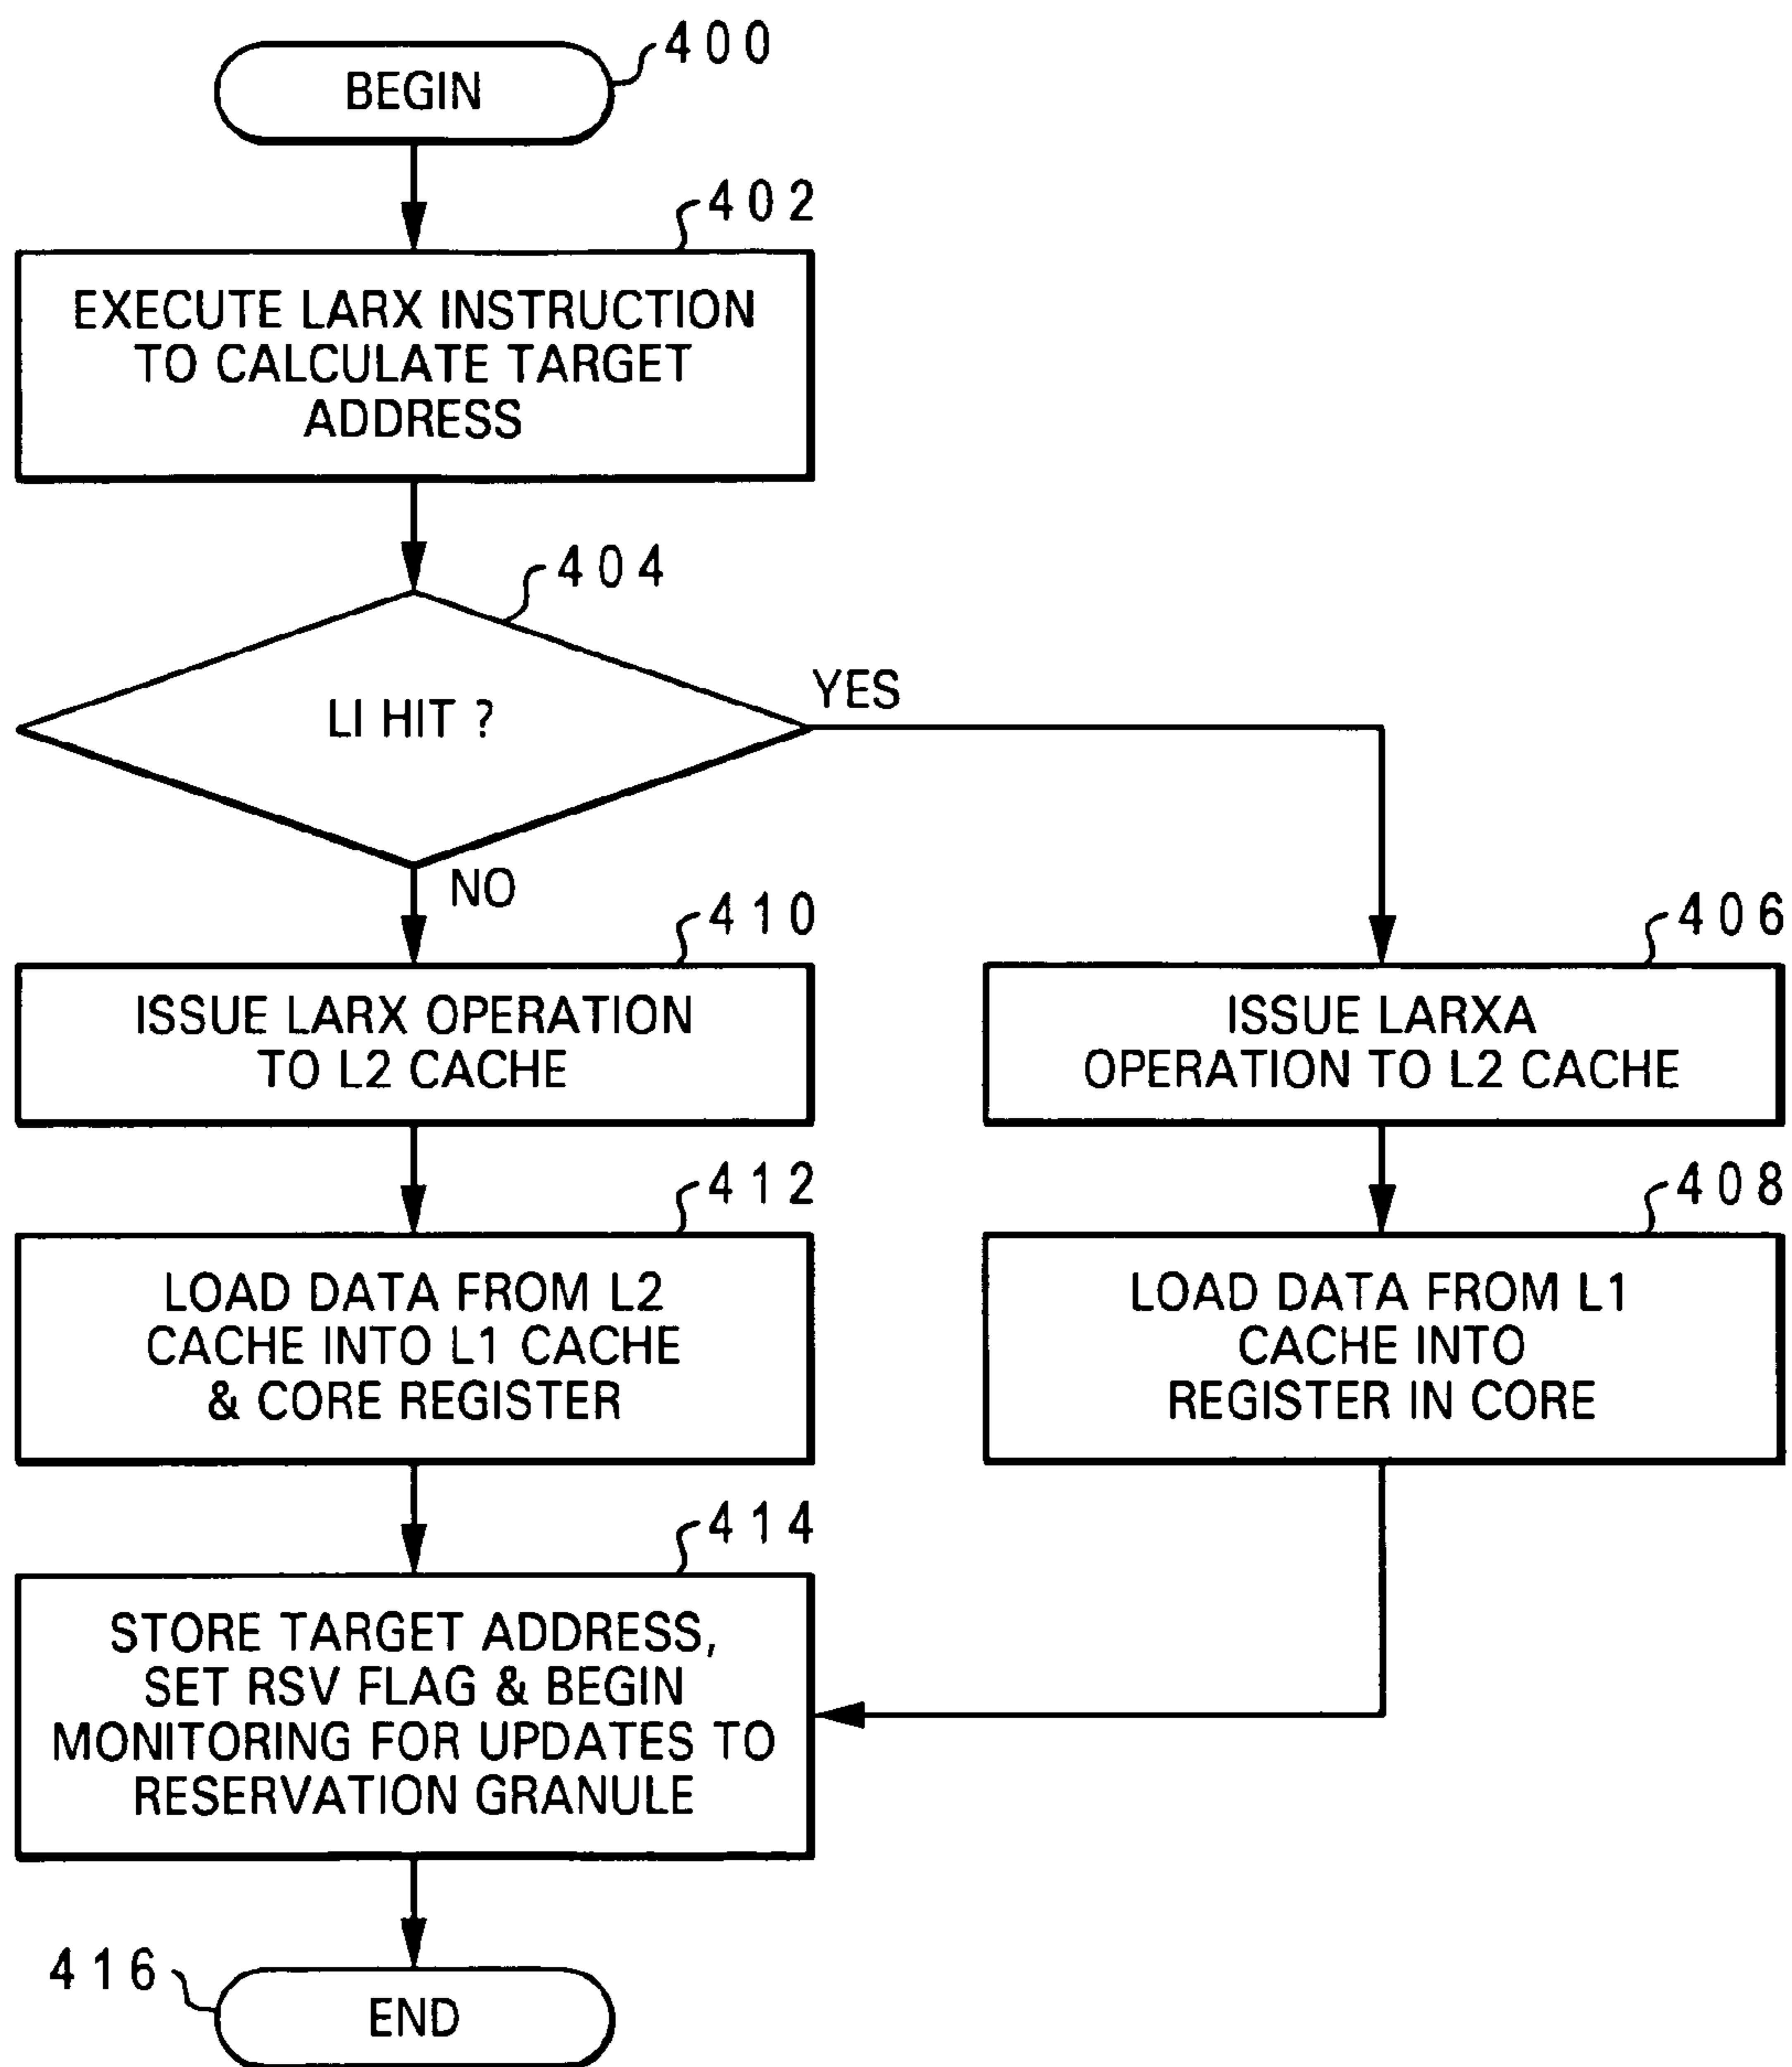 400
BEGIN
402
EXECUTE LARX INSTRUCTION
TO CALCULATE TARGET
ADDRESS
404
LI HIT ?
YES
NO
410
ISSUE LARX OPERATION
TO L2 CACHE
406
ISSUE LARXA
OPERATION TO L2 CACHE
412
LOAD DATA FROM L2
CACHE INTO L1 CACHE
& CORE REGISTER
408
LOAD DATA FROM L1
CACHE INTO
REGISTER IN CORE
414
STORE TARGET ADDRESS,
SET RSV FLAG & BEGIN
MONITORING FOR UPDATES TO
RESERVATION GRANULE
416
END